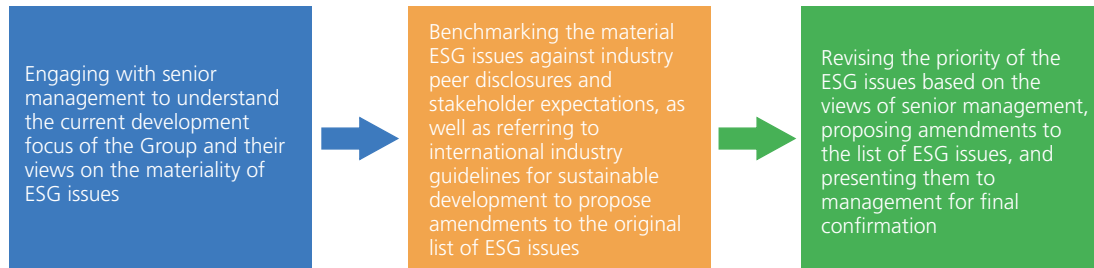 Engaging with senior
management to understand
the current development
focus of the Group and their
views on the materiality of
ESG issues
Benchmarking the material
ESG issues against industry
peer disclosures and
stakeholder expectations, as
well as referring to
international industry
guidelines for sustainable
development to propose
amendments to the original
list of ESG issues
Revising the priority of the
ESG issues based on the
views of senior management,
proposing amendments to
the list of ESG issues, and
presenting them to
management for final
confirmation